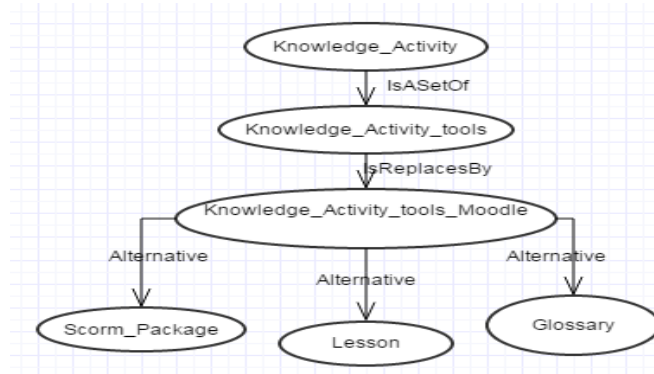 Knowledge_Activity
IsASetOf
Knowledge_Activity_tools
IsReplacesBy
Knowledge_Activity_tools_Moodle
Alternative
Alternative
Alternative
Scorm_Package
Lesson
Glossary